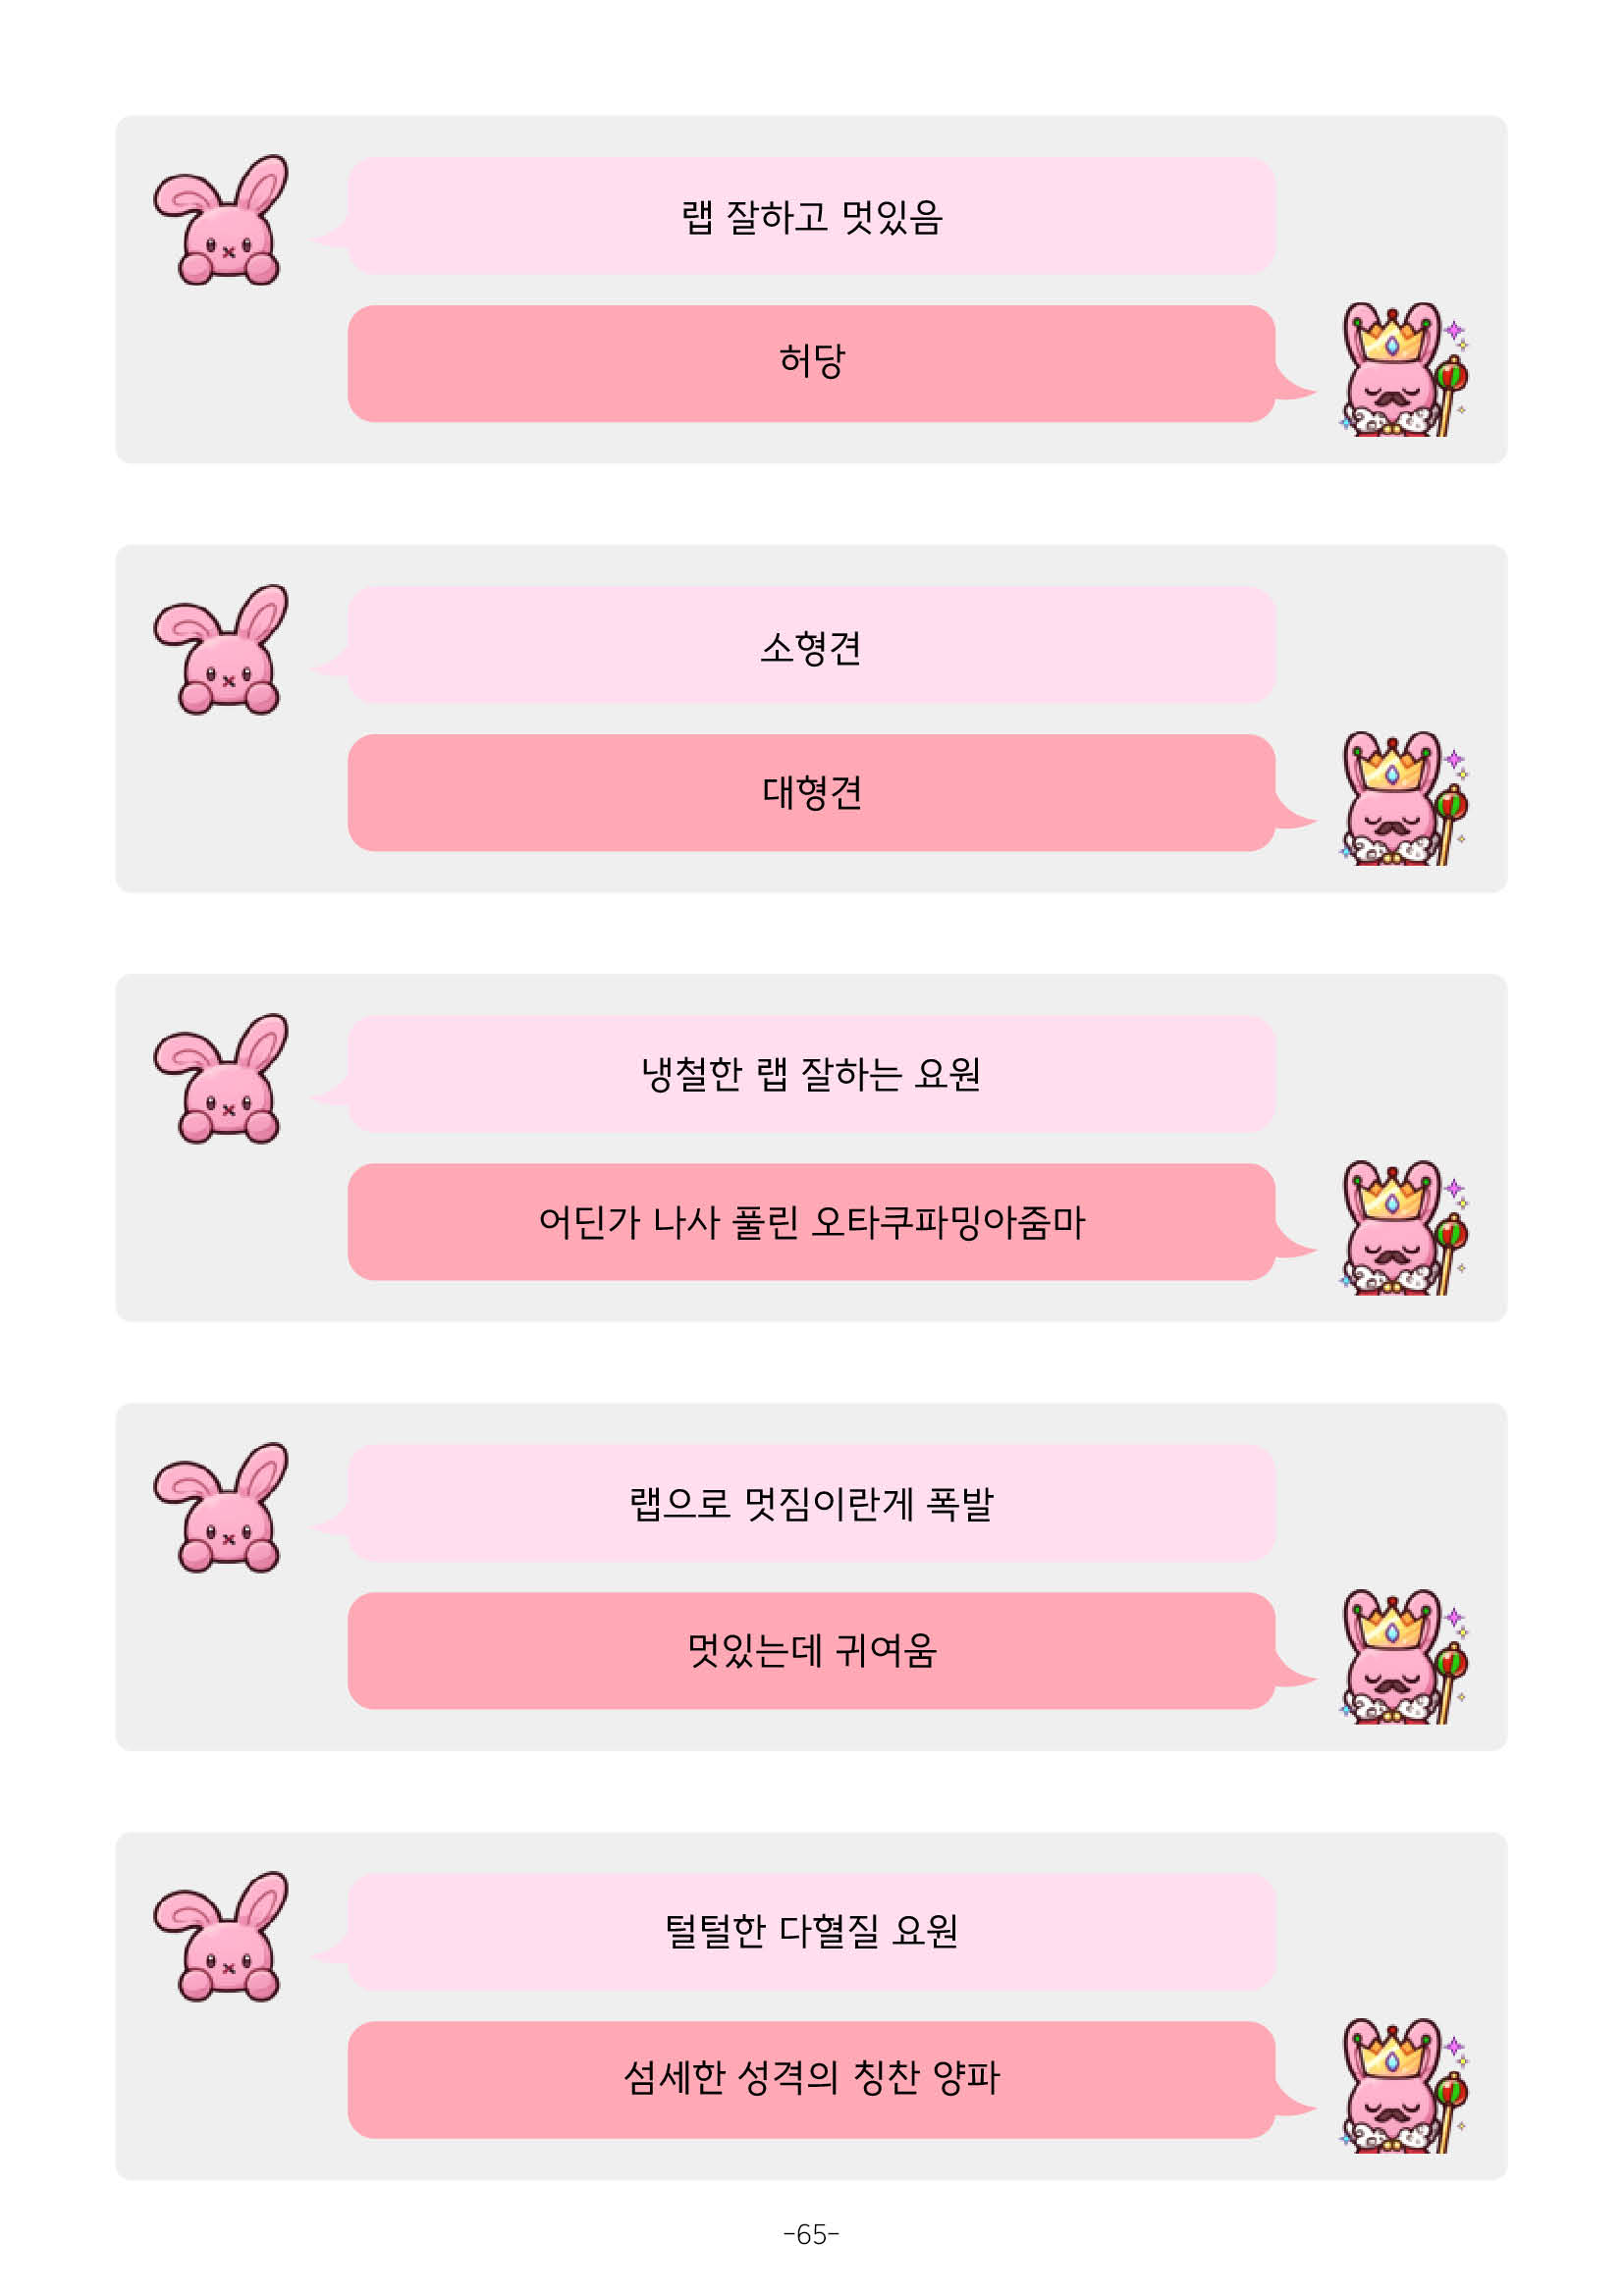 랩 잘하고 멋있음
허당
소형견
대형견
냉철한 랩 잘하는 요원
어딘가 나사 풀린 오타쿠파밍아줌마
랩으로 멋짐이란게 폭발
멋있는데 귀여움
털털한 다혈질 요원
섬세한 성격의 칭찬 양파
-65-